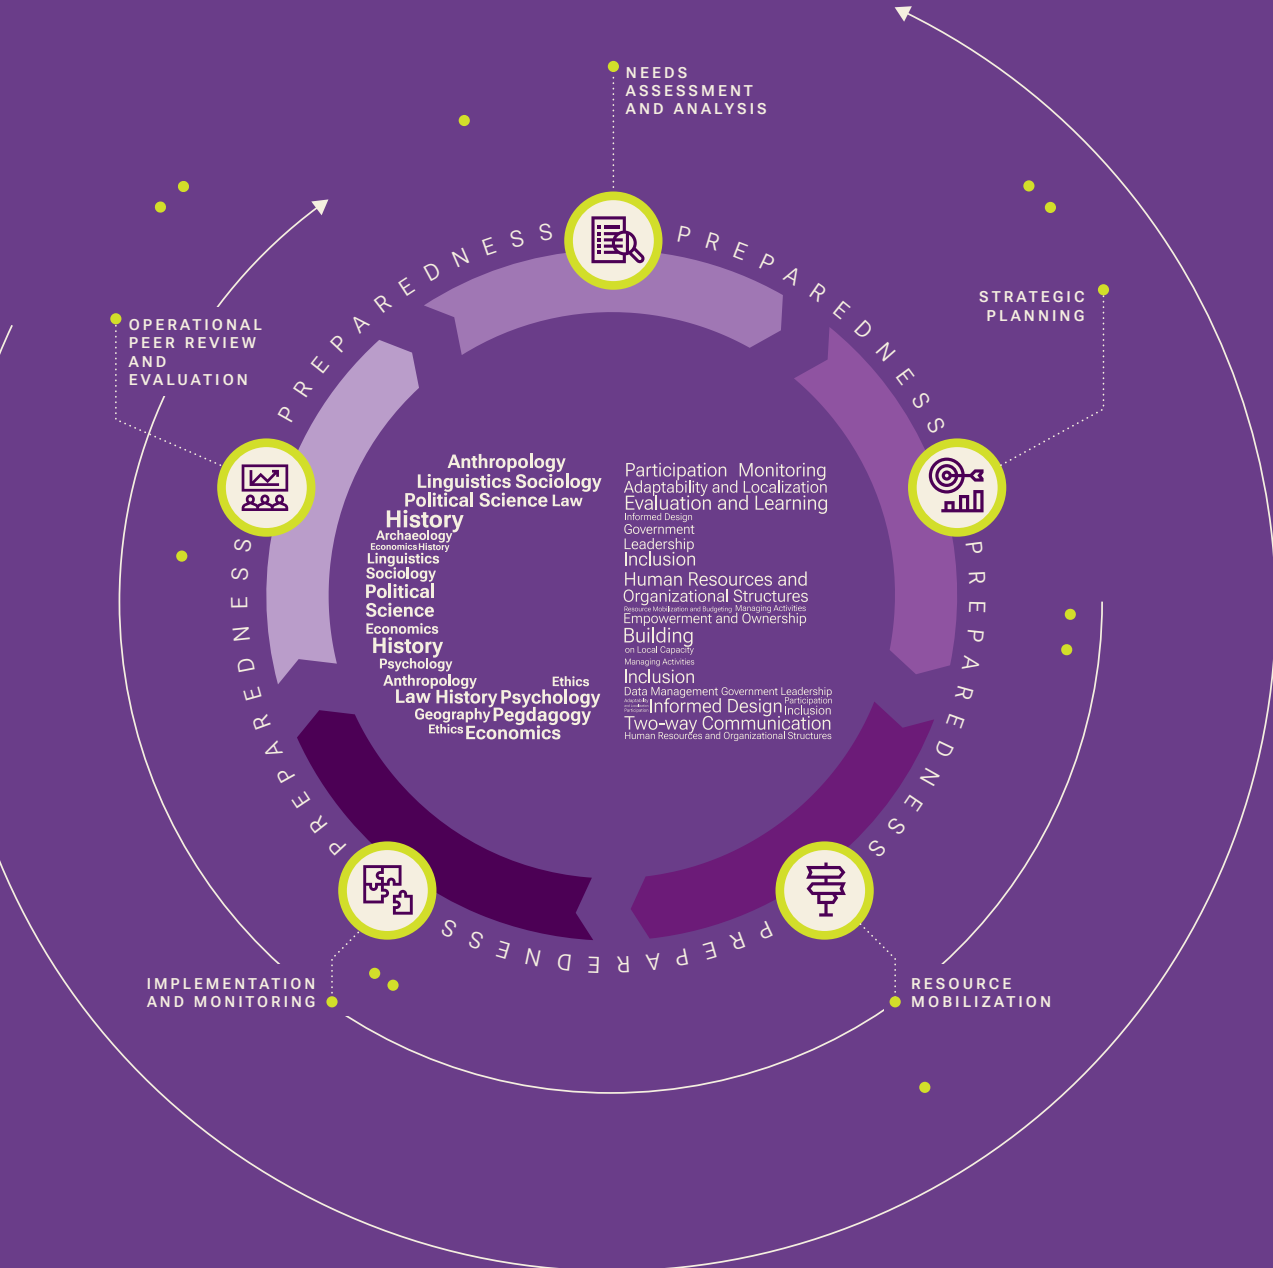 NEEDS
ASSESSMENT
AND ANALYSIS
STRATEGIC
PLANNING
RESOURCE
MOBILIZATION
IMPLEMENTATION
AND MONITORING
OPERATIONAL
PEER REVIEW
AND
EVALUATION
PREPAREDNESS
PREPAREDNESS
PREPAREDNESS
PREPAREDNESS
PREPAREDNESS
Anthropology
Linguistics Sociology
Political Science Law
History
Archaeology
Economics History
Linguistics
Sociology
Political
Science
Economics
History
Psychology
Anthropology Ethics
Law History Psychology
Geography Pegdagogy
Ethics Economics
Participation Monitoring
Adaptability and Localization
Evaluation and Learning
Informed Design
Government
Leadership
Inclusion
Human Resources and
Organizational Structures
Resource Mobilization and Budgeting Managing Activities
Empowerment and Ownership
Building
on Local Capacity
Managing Activities
Inclusion
Data Management Government Leadership
Informed Design Participation
Inclusion
Two-way Communication
Human Resources and Organizational Structures